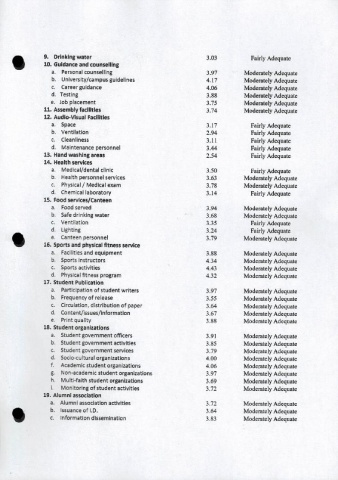 9. Drinking water 3.03 Fairly Adequate
10. Guidance and counselling
a. Personal counselling 3.97 Moderately Adequate
b. University/campus guidelines 4.17 Moderately Adequate
c. Career guidance 4.06 Moderately Adequate
d. Testing 3.88 Moderately Adequate
e. Job placement 3.75 Moderately Adequate
11. Assembly facilities 3.74 Moderately Adequate
12. Audio-Visual Facilities
a. Space 3.17 Fairly Adequate
b. Ventilation 2.94 Fairly Adequate
c. Cleanliness 3.11 Fairly Adequate
d. Maintenance personnel 3.44 Fairly Adequate
13. Hand washing areas 2.54 Fairly Adequate
14. Health services
a. Medical/dental clinic 3.50 Fairly Adequate
b. Health personnel services 3.63 Moderately Adequate
c. Physical / Medical exam 3.78 Moderately Adequate
d. Chemical laboratory 3.14 Fairly Adequate
15. Food services/Canteen
a. Food served 3.94 Moderately Adequate
b. Safe drinking water 3.68 Moderately Adequate
c. Ventilation 3.35 Fairly Adequate
d. Lighting 3.24 Fairly Adequate
e. Canteen personnel 3.79 Moderately Adequate
16. Sports and physical fitness service
a. Facilities and equipment 3.88 Moderately Adequate
b. Sports instructors 4.34 Moderately Adequate
c. Sports activities 4.43 Moderately Adequate
d. Physical fitness program 4.32 Moderately Adequate
17. Student Publication
a. Participation of student writers 3.97 Moderately Adequate
b. Frequency of release 3.55 Moderately Adequate
c. Circulation, distribution of paper 3.64 Moderately Adequate
d. Content/issues/information 3.67 Moderately Adequate
e. Print quality 3.88 Moderately Adequate
18. Student organizations
a. Student government officers 3.91 Moderately Adequate
b. Student government activities 3.85 Moderately Adequate
c. Student government services 3.79 Moderately Adequate
d. Socio-cultural organizations 4.00 Moderately Adequate
f. Academic student organizations 4.06 Moderately Adequate
g. Non-academic student organizations 3.97 Moderately Adequate
h. Multi-faith student organizations 3.69 Moderately Adequate
i. Monitoring of student activities 3.72 Moderately Adequate
19. Alumni association
a. Alumni association activities 3.72 Moderately Adequate
b. Issuance of I.D. 3.64 Moderately Adequate
c. Information dissemination 3.83 Moderately Adequate